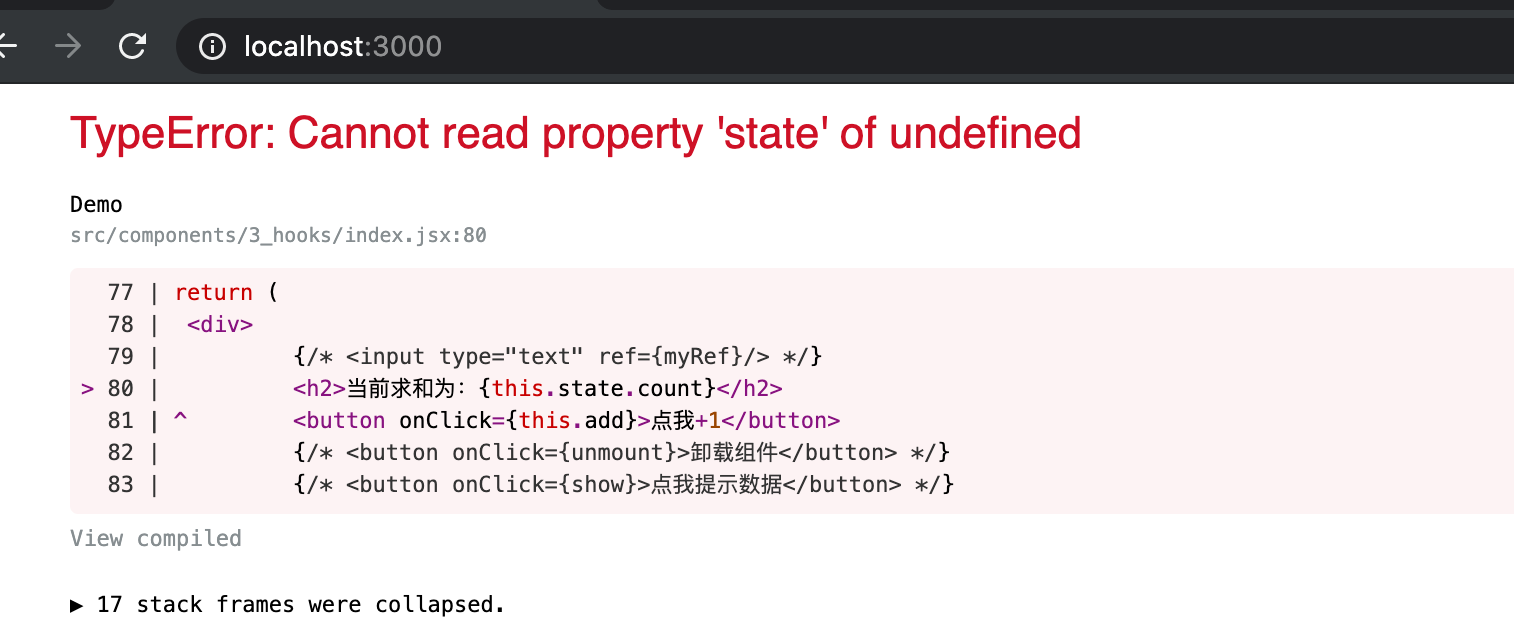 localhost:3000
TypeError: Cannot read property 'state' of undefined
Demo
src/components/3_hooks/index.jsx:80
77 | return (
78 |  <div>
79 |          {/* <input type="text" ref={myRef}/> */}
> 80 |          <h2>当前求和为：{this.state.count}</h2>
81 | ^        <button onClick={this.add}>点我+1</button>
82 |          {/* <button onClick={unmount}>卸载组件</button> */}
83 |          {/* <button onClick={show}>点我提示数据</button> */}
View compiled
▶ 17 stack frames were collapsed.